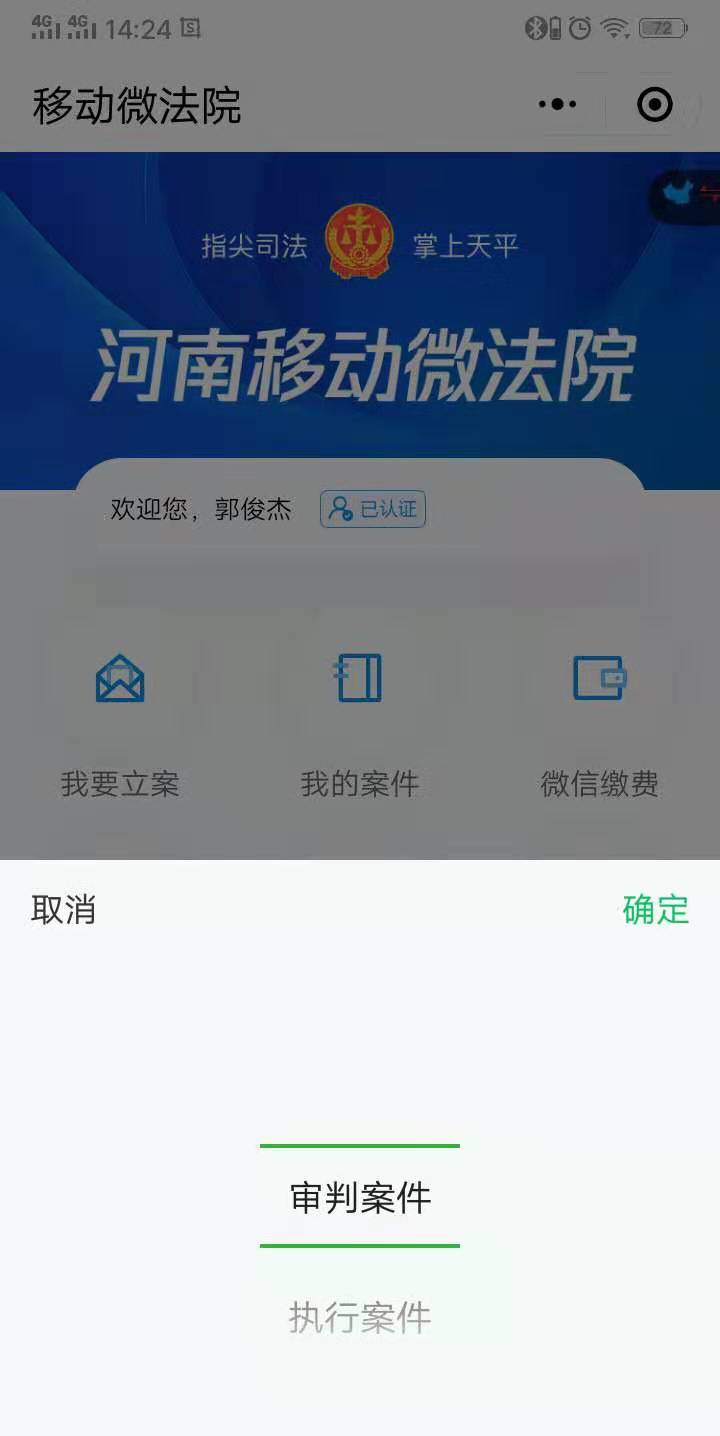 4G 4G 14:24 72
移动微法院
指尖司法 掌上天平
河南移动微法院
欢迎您，郭俊杰 已认证
我要立案 我的案件 微信缴费
取消 确定
审判案件
执行案件